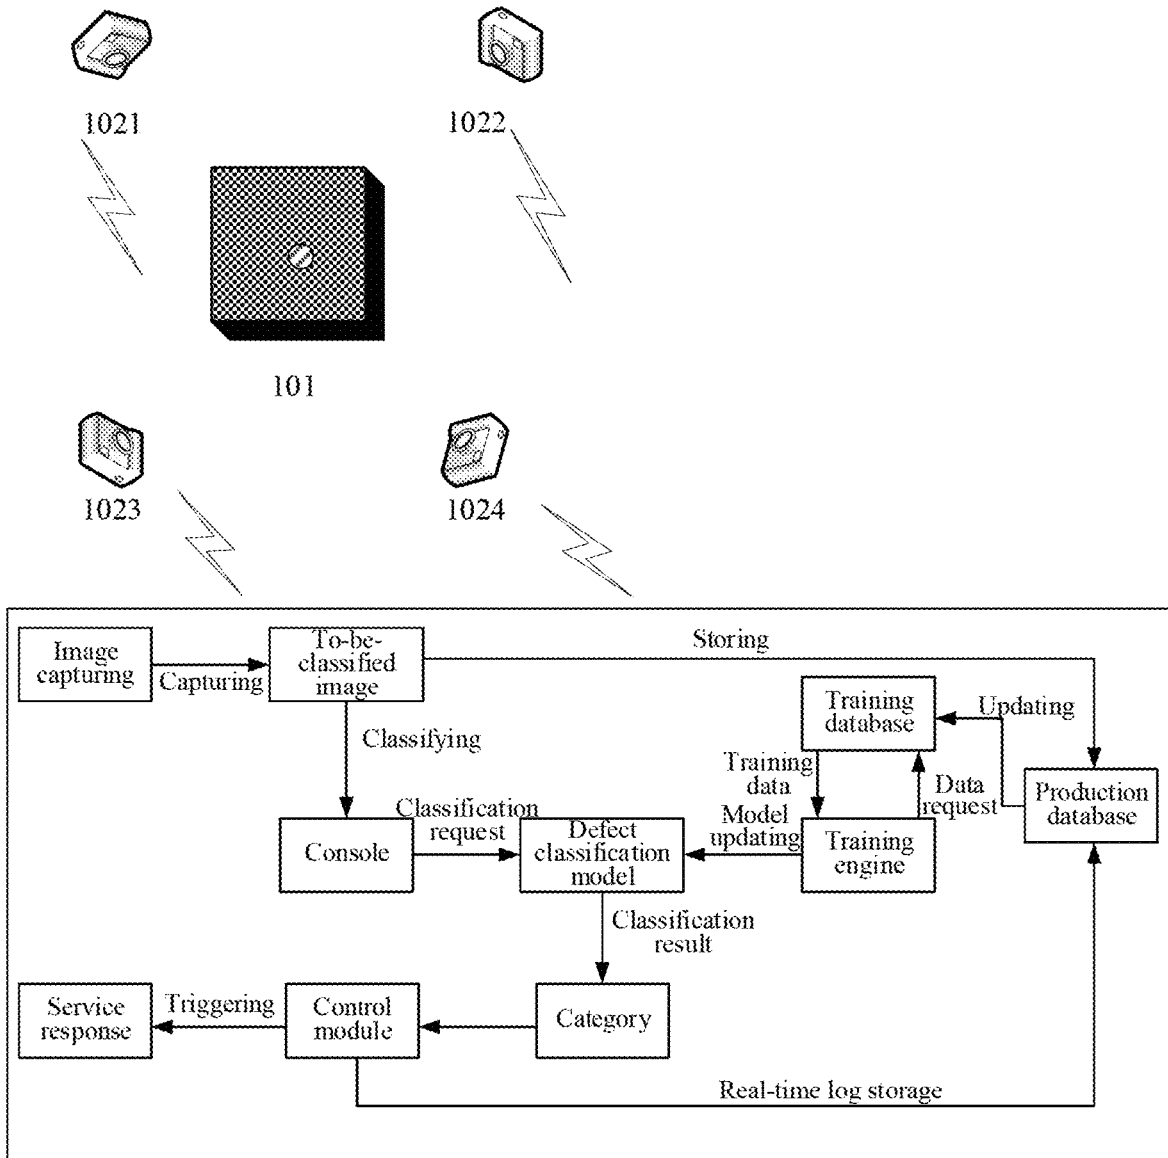 1021
1022
101
1023
1024
Image
capturing
Capturing
To-be-
classified
image
Storing
Classifying
Training
database
Updating
Training
data
Data
request
Production
database
Classification
request
Model
updating
Console
Defect
classification
model
Training
engine
Classification
result
Service
response
Triggering
Control
module
Category
Real-time log storage